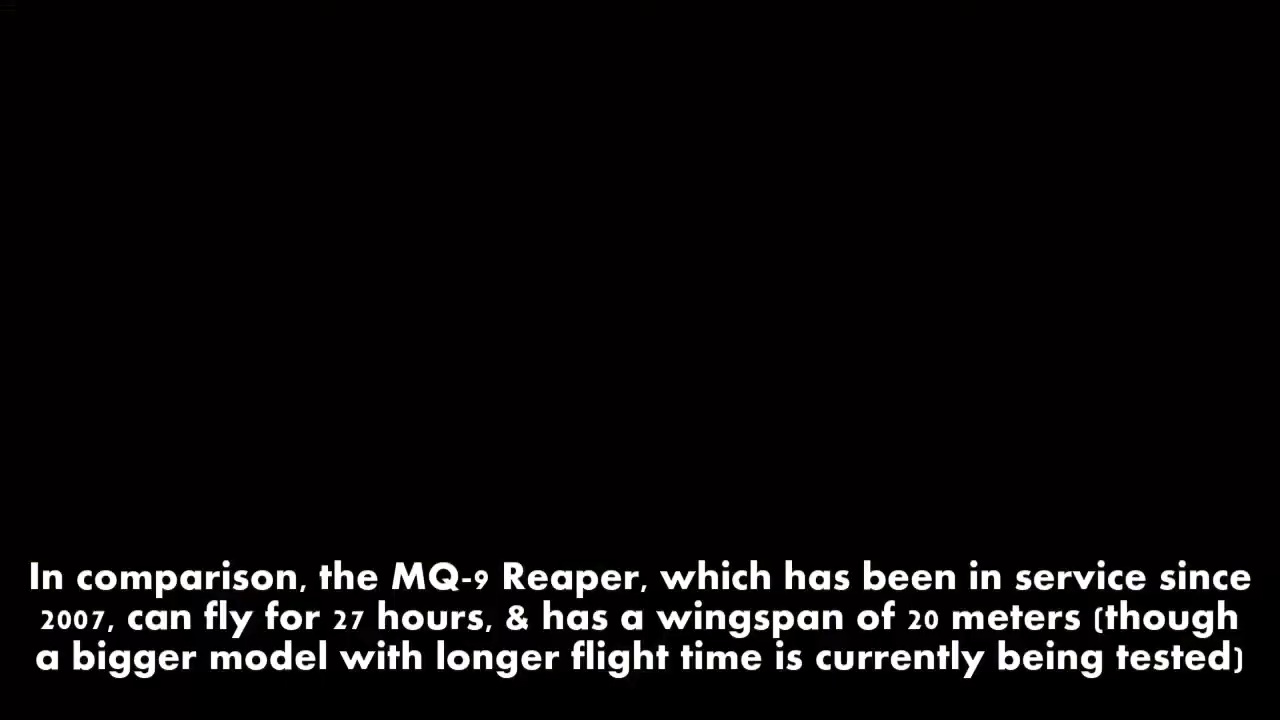 In comparison, the MQ-9 Reaper, which has been in service since
2007, can fly for 27 hours, & has a wingspan of 20 meters (though
a bigger model with longer flight time is currently being tested)